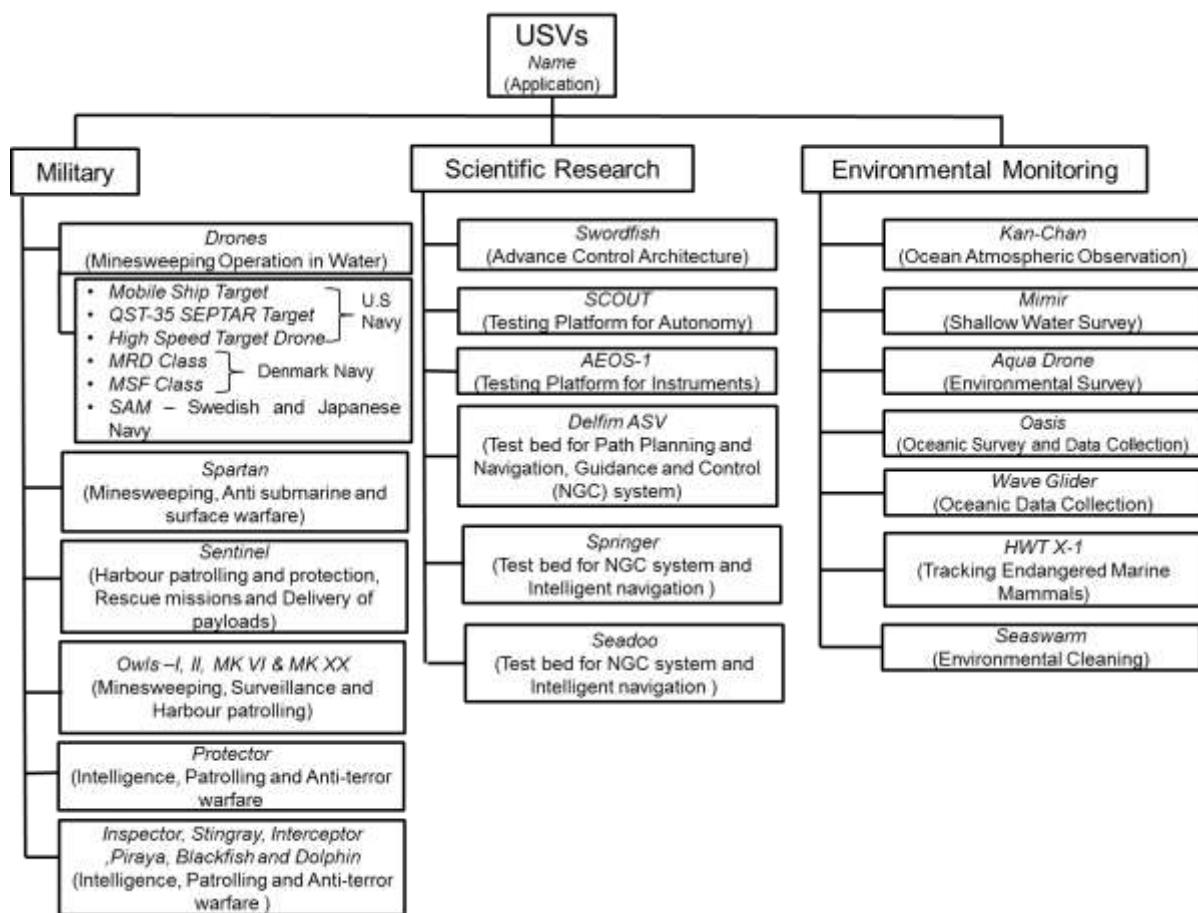 USVs
Name
(Application)
Military
Drones
(Minesweeping Operation in Water)
• Mobile Ship Target
• QST-35 SEPTAR Target
• High Speed Target Drone
U.S
Navy
• MRD Class
• MSF Class
Denmark Navy
• SAM – Swedish and Japanese
Navy
Spartan
(Minesweeping, Anti submarine and
surface warfare)
Sentinel
(Harbour patrolling and protection,
Rescue missions and Delivery of
payloads)
Owls –I, II, MK VI & MK XX
(Minesweeping, Surveillance and
Harbour patrolling)
Protector
(Intelligence, Patrolling and Anti-terror
warfare
Inspector, Stingray, Interceptor
,Piraya, Blackfish and Dolphin
(Intelligence, Patrolling and Anti-terror
warfare )
Scientific Research
Swordfish
(Advance Control Architecture)
SCOUT
(Testing Platform for Autonomy)
AEOS-1
(Testing Platform for Instruments)
Delfim ASV
(Test bed for Path Planning and
Navigation, Guidance and Control
(NGC) system)
Springer
(Test bed for NGC system and
Intelligent navigation )
Seadoo
(Test bed for NGC system and
Intelligent navigation )
Environmental Monitoring
Kan-Chan
(Ocean Atmospheric Observation)
Mimir
(Shallow Water Survey)
Aqua Drone
(Environmental Survey)
Oasis
(Oceanic Survey and Data Collection)
Wave Glider
(Oceanic Data Collection)
HWT X-1
(Tracking Endangered Marine
Mammals)
Seaswarm
(Environmental Cleaning)